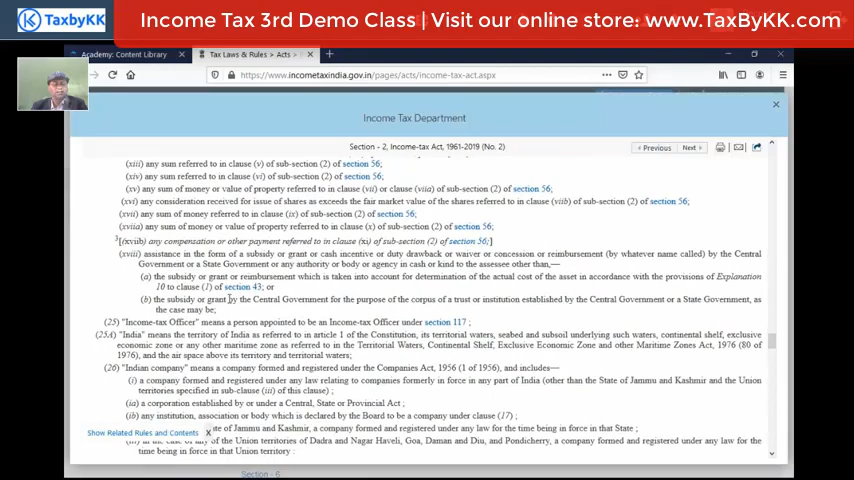 TaxbyKK
Income Tax 3rd Demo Class | Visit our online store: www.TaxByKK.com
Academy: Content Library
Tax Laws & Rules > Acts > I
https://www.incometaxindia.gov.in/pages/acts/income-tax-act.aspx
Income Tax Department
Section - 2, Income-tax Act, 1961-2019 (No. 2)
Previous Next
(xiii) any sum referred to in clause (v) of sub-section (2) of section 56;
(xiv) any sum referred to in clause (vi) of sub-section (2) of section 56;
(xv) any sum of money or value of property referred to in clause (vii) or clause (viia) of sub-section (2) of section 56;
(xvi) any consideration received for issue of shares as exceeds the fair market value of the shares referred to in clause (viib) of sub-section (2) of section 56;
(xvii) any sum of money referred to in clause (ix) of sub-section (2) of section 56;
(xviia) any sum of money or value of property referred to in clause (x) of sub-section (2) of section 56;
3[(xviib) any compensation or other payment referred to in clause (xi) of sub-section (2) of section 56;]
(xviii) assistance in the form of a subsidy or grant or cash incentive or duty drawback or waiver or concession or reimbursement (by whatever name called) by the Central
Government or a State Government or any authority or body or agency in cash or kind to the assessee other than,—
(a) the subsidy or grant or reimbursement which is taken into account for determination of the actual cost of the asset in accordance with the provisions of Explanation
10 to clause (1) of section 43; or
(b) the subsidy or grant by the Central Government for the purpose of the corpus of a trust or institution established by the Central Government or a State Government, as
the case may be;
(25) "Income-tax Officer" means a person appointed to be an Income-tax Officer under section 117 ;
(25A) "India" means the territory of India as referred to in article 1 of the Constitution, its territorial waters, seabed and subsoil underlying such waters, continental shelf, exclusive
economic zone or any other maritime zone as referred to in the Territorial Waters, Continental Shelf, Exclusive Economic Zone and other Maritime Zones Act, 1976 (80 of
1976), and the air space above its territory and territorial waters;
(26) "Indian company" means a company formed and registered under the Companies Act, 1956 (1 of 1956), and includes—
(i) a company formed and registered under any law relating to companies formerly in force in any part of India (other than the State of Jammu and Kashmir and the Union
territories specified in sub-clause (iii) of this clause) ;
(ia) a corporation established by or under a Central, State or Provincial Act ;
(ib) any institution, association or body which is declared by the Board to be a company under clause (17) ;
ate of Jammu and Kashmir, a company formed and registered under any law for the time being in force in that State ;
Show Related Rules and Contents X
(iii) in the case of any of the Union territories of Dadra and Nagar Haveli, Goa, Daman and Diu, and Pondicherry, a company formed and registered under any law for the
time being in force in that Union territory :
Section - 6